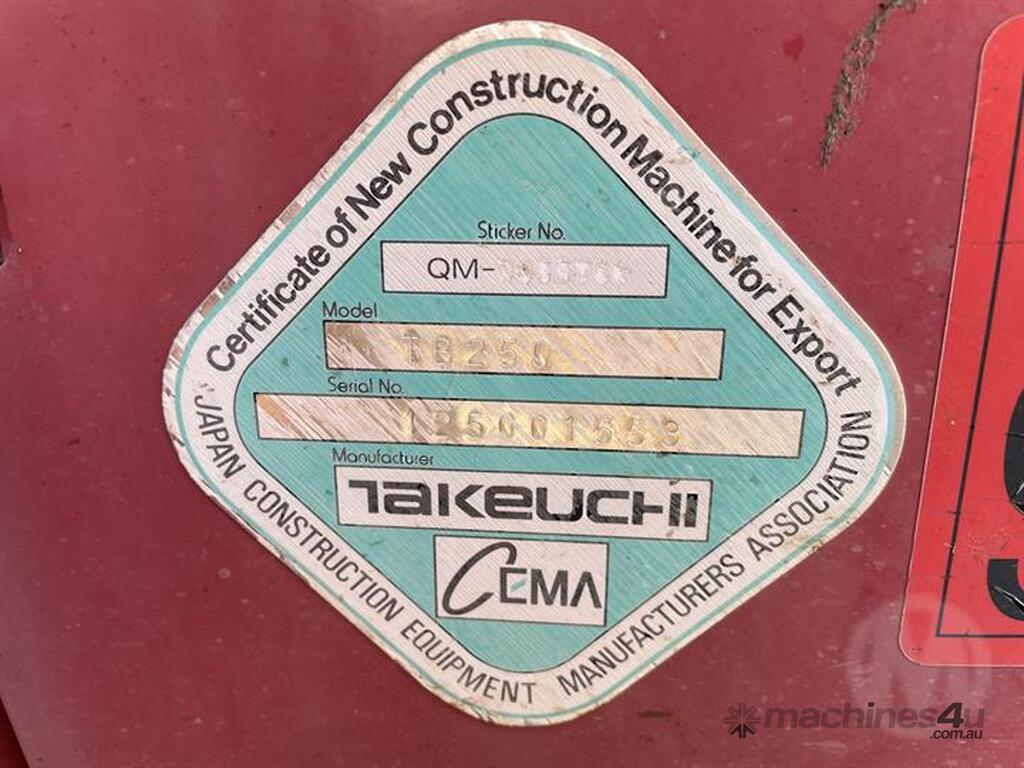 Certificate of New Construction Machine for Export
Sticker No.
QM-
Model
TB250
Serial No.
Manufacturer
TAKEUCHI
CEMA
JAPAN CONSTRUCTION EQUIPMENT MANUFACTURERS ASSOCIATION
machines4u
.com.au